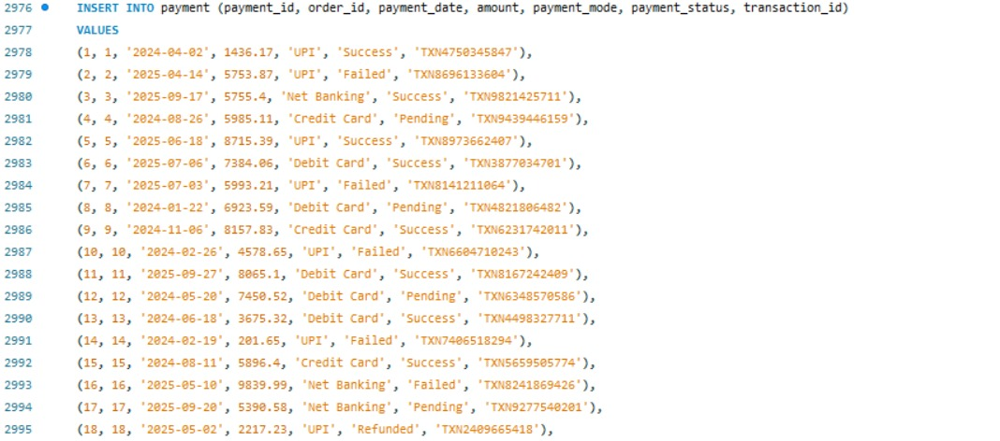 2976 INSERT INTO payment (payment_id, order_id, payment_date, amount, payment_mode, payment_status, transaction_id)
2977 VALUES
2978 (1, 1, '2024-04-02', 1436.17, 'UPI', 'Success', 'TXN4750345847'),
2979 (2, 2, '2025-04-14', 5753.87, 'UPI', 'Failed', 'TXN8696133604'),
2980 (3, 3, '2025-09-17', 5755.4, 'Net Banking', 'Success', 'TXN9821425711'),
2981 (4, 4, '2024-08-26', 5985.11, 'Credit Card', 'Pending', 'TXN9439446159'),
2982 (5, 5, '2025-06-18', 8715.39, 'UPI', 'Success', 'TXN8973662407'),
2983 (6, 6, '2025-07-06', 7384.06, 'Debit Card', 'Success', 'TXN3877034701'),
2984 (7, 7, '2025-07-03', 5993.21, 'UPI', 'Failed', 'TXN8141211064'),
2985 (8, 8, '2024-01-22', 6923.59, 'Debit Card', 'Pending', 'TXN4821806482'),
2986 (9, 9, '2024-11-06', 8157.83, 'Credit Card', 'Success', 'TXN6231742011'),
2987 (10, 10, '2024-02-26', 4578.65, 'UPI', 'Failed', 'TXN6604710243'),
2988 (11, 11, '2025-09-27', 8065.1, 'Debit Card', 'Success', 'TXN8167242409'),
2989 (12, 12, '2024-05-20', 7450.52, 'Debit Card', 'Pending', 'TXN6348570586'),
2990 (13, 13, '2024-06-18', 3675.32, 'Debit Card', 'Success', 'TXN4498327711'),
2991 (14, 14, '2024-02-19', 201.65, 'UPI', 'Failed', 'TXN7406518294'),
2992 (15, 15, '2024-08-11', 5896.4, 'Credit Card', 'Success', 'TXN5659505774'),
2993 (16, 16, '2025-05-10', 9839.99, 'Net Banking', 'Failed', 'TXN8241869426'),
2994 (17, 17, '2025-09-20', 5390.58, 'Net Banking', 'Pending', 'TXN9277540201'),
2995 (18, 18, '2025-05-02', 2217.23, 'UPI', 'Refunded', 'TXN2409665418'),